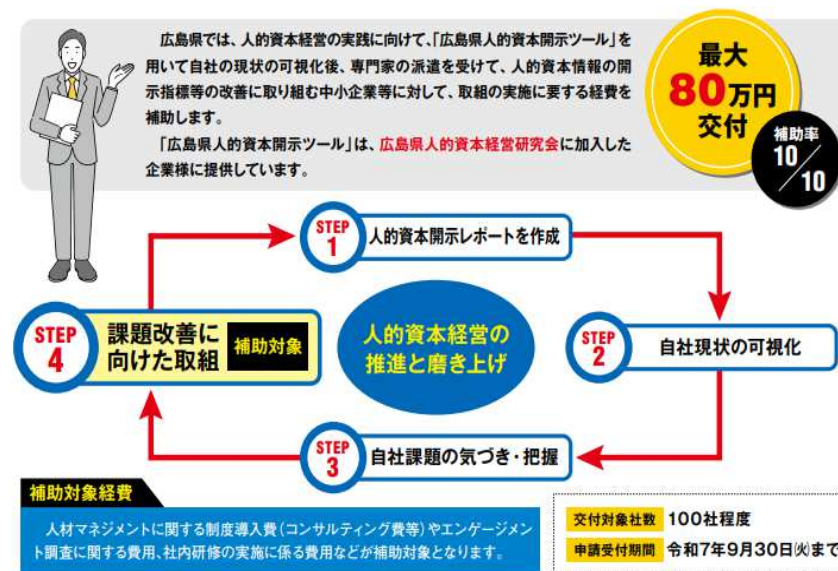 広島県では、人的資本経営の実践に向けて、「広島県人的資本開示ツール」を
用いて自社の現状の可視化後、専門家の派遣を受けて、人的資本情報の開
示指標等の改善に取り組む中小企業等に対して、取組の実施に要する経費を
補助します。
「広島県人的資本開示ツール」は、広島県人的資本経営研究会に加入した
企業様に提供しています。
最大
80万円
交付
補助率
10/10
STEP
1
人的資本開示レポートを作成
STEP
2
自社現状の可視化
STEP
3
自社課題の気づき・把握
STEP
4
課題改善に
向けた取組
補助対象
人的資本経営の
推進と磨き上げ
補助対象経費
人材マネジメントに関する制度導入費(コンサルティング費等)やエンゲージメン
ト調査に関する費用、社内研修の実施に係る費用などが補助対象となります。
交付対象社数 100社程度
申請受付期間 令和7年9月30日㈫まで